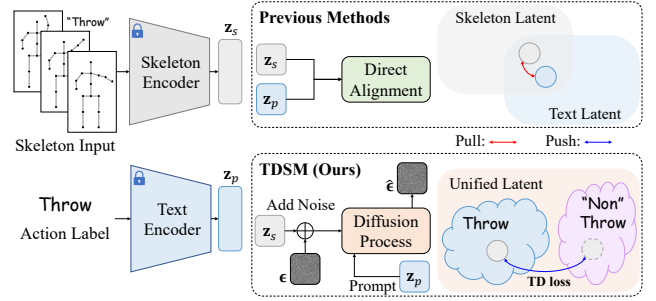 "Throw"
Skeleton Input
Skeleton
Encoder
z_s
Previous Methods
z_s
z_p
Direct
Alignment
Skeleton Latent
Text Latent
Pull:
Push:
Throw
Action Label
Text
Encoder
z_p
TDSM (Ours)
Add Noise
z_s
ϵ
ϵ̂
Diffusion
Process
Prompt
z_p
Unified Latent
Throw
"Non"
Throw
TD loss